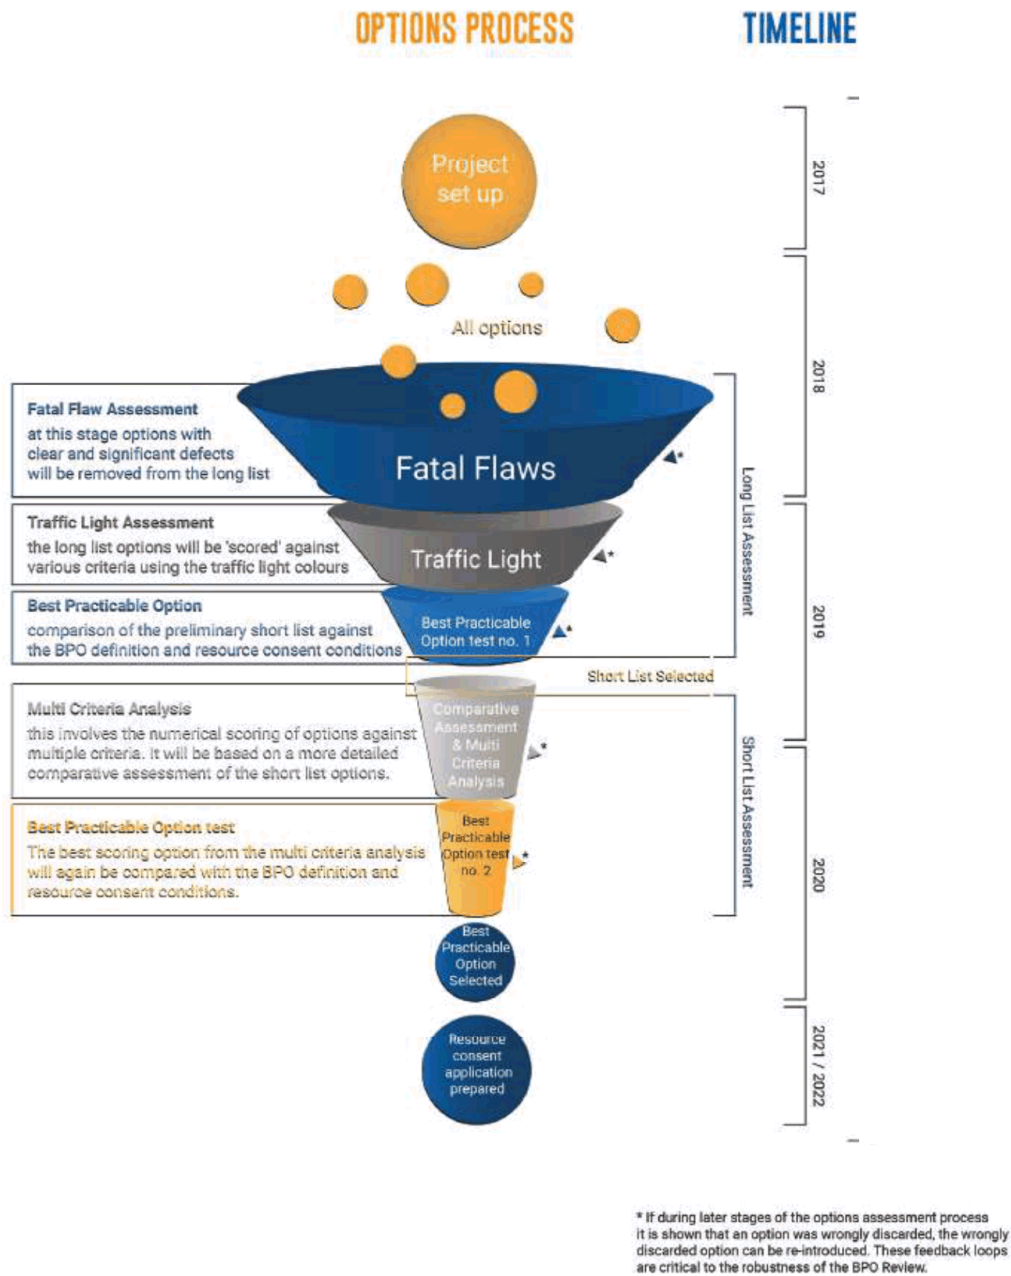 OPTIONS PROCESS
TIMELINE
Project
set up
2017
All options
2018
Fatal Flaw Assessment
at this stage options with
clear and significant defects
will be removed from the long list
Fatal Flaws
*
Long List Assessment
Traffic Light Assessment
the long list options will be 'scored' against
various criteria using the traffic light colours
Traffic Light
*
2019
Best Practicable Option
comparison of the preliminary short list against
the BPO definition and resource consent conditions
Best Practicable
Option test no. 1
*
Short List Selected
Multi Criteria Analysis
this involves the numerical scoring of options against
multiple criteria. It will be based on a more detailed
comparative assessment of the short list options.
Comparative
Assessment
& Multi
Criteria
Analysis
*
Short List Assessment
Best Practicable Option test
The best scoring option from the multi criteria analysis
will again be compared with the BPO definition and
resource consent conditions.
Best
Practicable
Option test
no. 2
*
2020
Best
Practicable
Option
Selected
Resource
consent
application
prepared
2021 / 2022
* If during later stages of the options assessment process
it is shown that an option was wrongly discarded, the wrongly
discarded option can be re-introduced. These feedback loops
are critical to the robustness of the BPO Review.